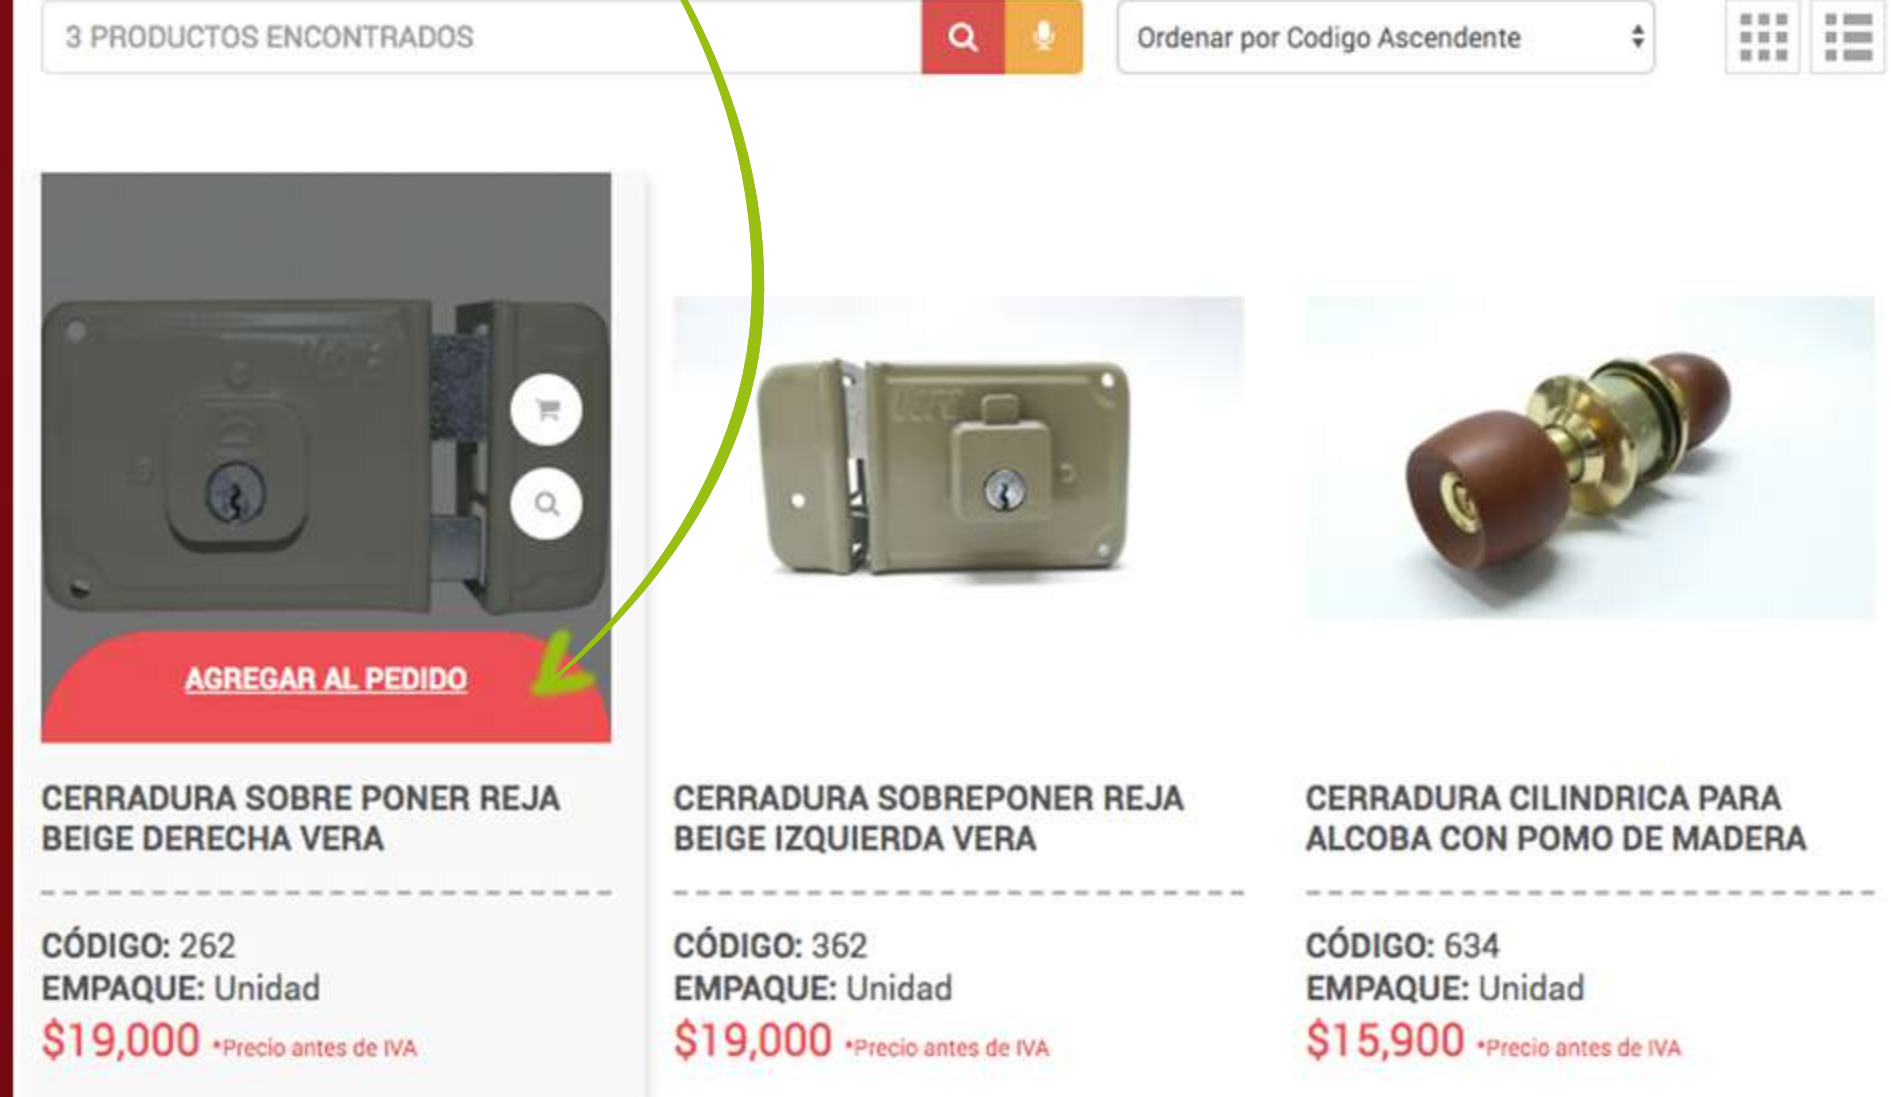 3 PRODUCTOS ENCONTRADOS
Ordenar por Codigo Ascendente
AGREGAR AL PEDIDO
CERRADURA SOBRE PONER REJA
BEIGE DERECHA VERA
CÓDIGO: 262
EMPAQUE: Unidad
$19,000 *Precio antes de IVA
CERRADURA SOBREPONER REJA
BEIGE IZQUIERDA VERA
CÓDIGO: 362
EMPAQUE: Unidad
$19,000 *Precio antes de IVA
CERRADURA CILINDRICA PARA
ALCOBA CON POMO DE MADERA
CÓDIGO: 634
EMPAQUE: Unidad
$15,900 *Precio antes de IVA